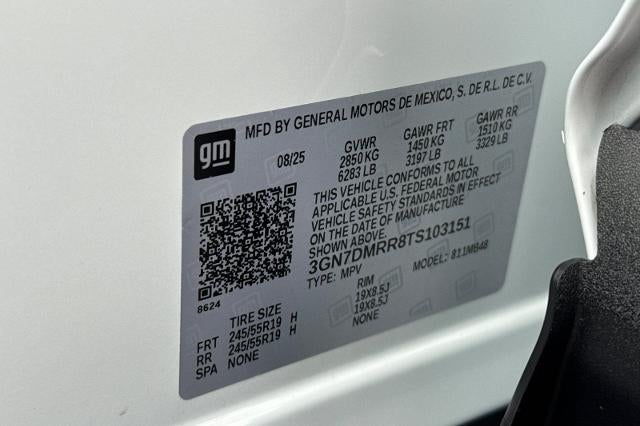 MFD BY GENERAL MOTORS DE MEXICO, S. DE R.L. DE C.V.
gm
08/25 GVWR GAWR FRT GAWR RR
2850 KG 1450 KG 1510 KG
6283 LB 3197 LB 3329 LB
THIS VEHICLE CONFORMS TO ALL
APPLICABLE U.S. FEDERAL MOTOR
VEHICLE SAFETY STANDARDS IN EFFECT
ON THE DATE OF MANUFACTURE
SHOWN ABOVE.
3GN7DMRR8TS103151
TYPE: MPV MODEL: 811MB48
8624
TIRE SIZE RIM
FRT 245/55R19 H 19X8.5J
RR 245/55R19 H 19X8.5J
SPA NONE NONE